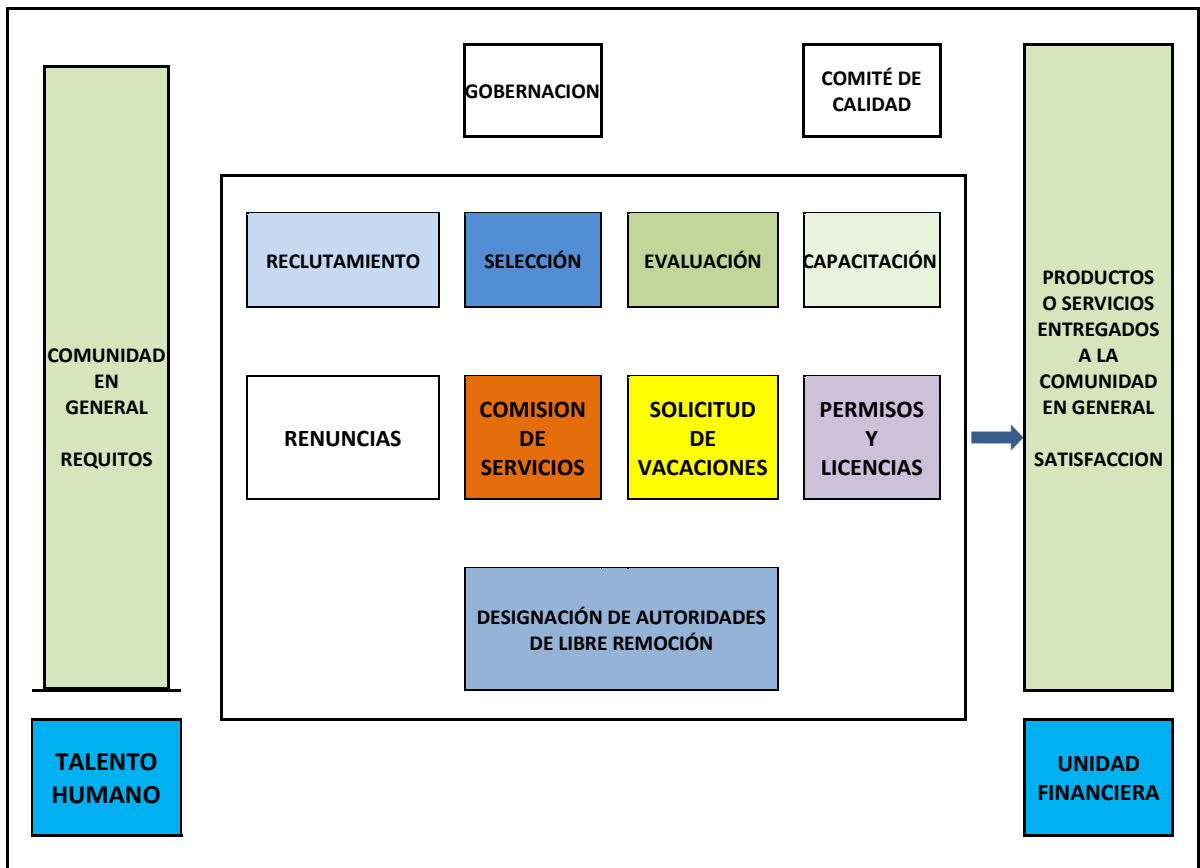 GOBERNACION
COMITÉ DE
CALIDAD
COMUNIDAD
EN
GENERAL
REQUITOS
RECLUTAMIENTO
SELECCIÓN
EVALUACIÓN
CAPACITACIÓN
RENUNCIAS
COMISION
DE
SERVICIOS
SOLICITUD
DE
VACACIONES
PERMISOS
Y
LICENCIAS
DESIGNACIÓN DE AUTORIDADES
DE LIBRE REMOCIÓN
PRODUCTOS
O SERVICIOS
ENTREGADOS
A LA
COMUNIDAD
EN GENERAL
SATISFACCION
TALENTO
HUMANO
UNIDAD
FINANCIERA